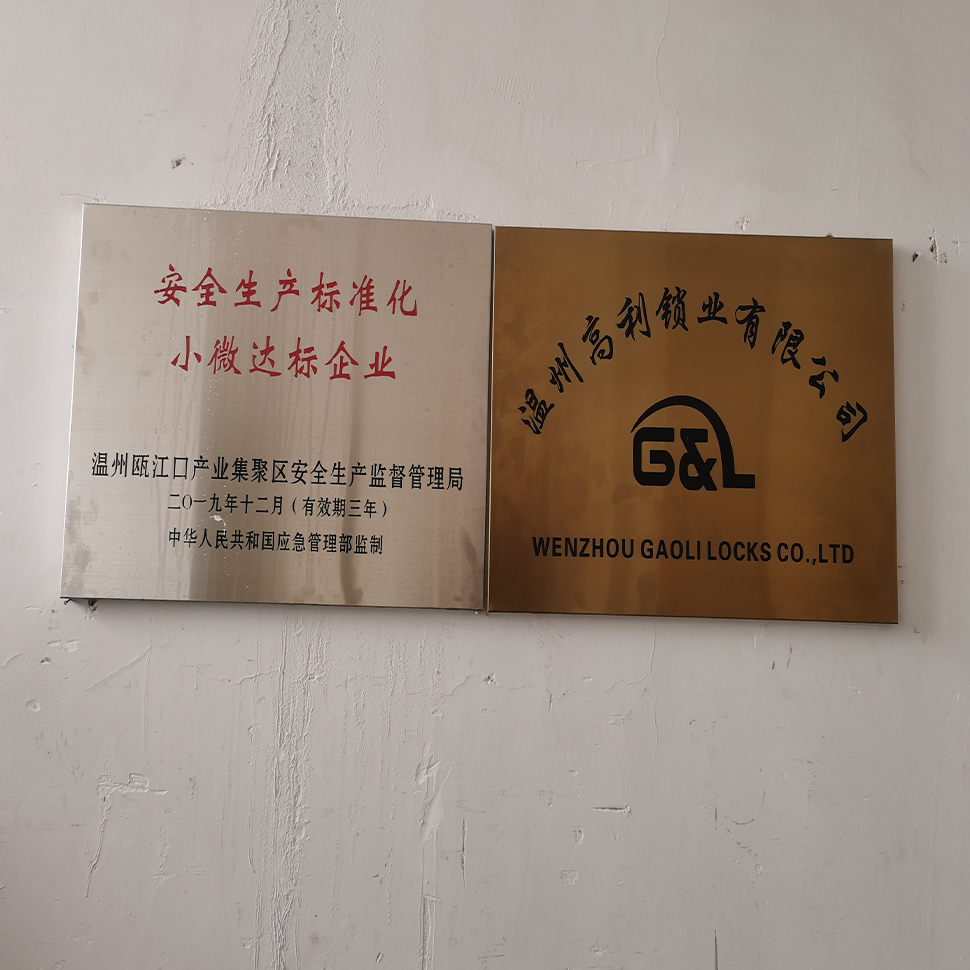 安全生产标准化
小微达标企业
温州瓯江口产业集聚区安全生产监督管理局
二〇一九年十二月（有效期三年）
中华人民共和国应急管理部监制
温州高利锁业有限公司
G&L
WENZHOU GAOLI LOCKS CO.,LTD